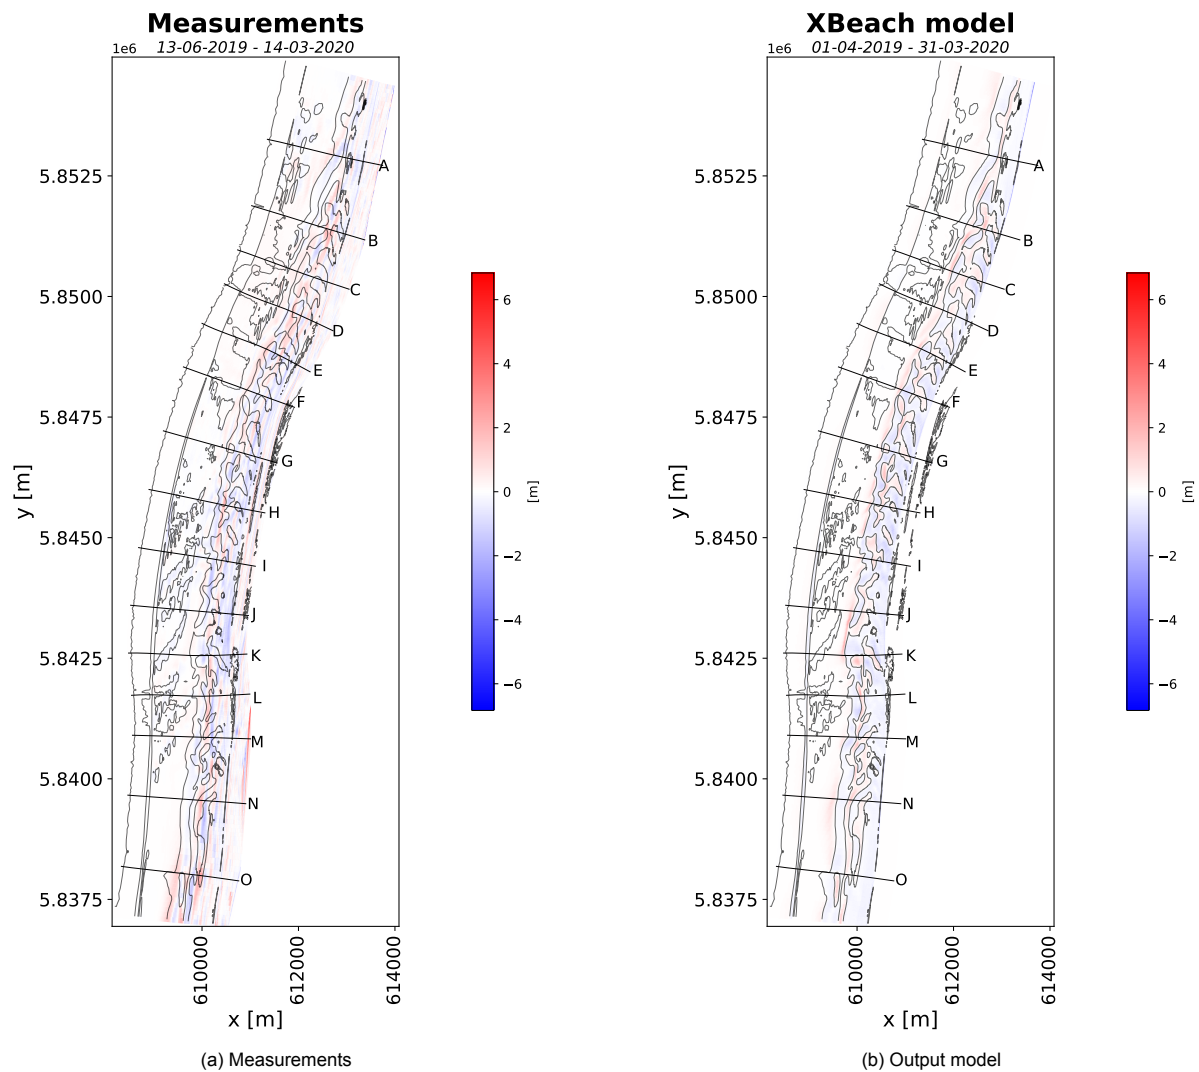 Measurements
1e6 13-06-2019 - 14-03-2020
5.8525
5.8500
5.8475
5.8450
5.8425
5.8400
5.8375
y [m]
A
B
C
D
E
F
G
H
I
J
K
L
M
N
O
610000
612000
614000
x [m]
6
4
2
0
−2
−4
−6
[m]
(a) Measurements
XBeach model
1e6 01-04-2019 - 31-03-2020
5.8525
5.8500
5.8475
5.8450
5.8425
5.8400
5.8375
y [m]
A
B
C
D
E
F
G
H
I
J
K
L
M
N
O
610000
612000
614000
x [m]
6
4
2
0
−2
−4
−6
[m]
(b) Output model